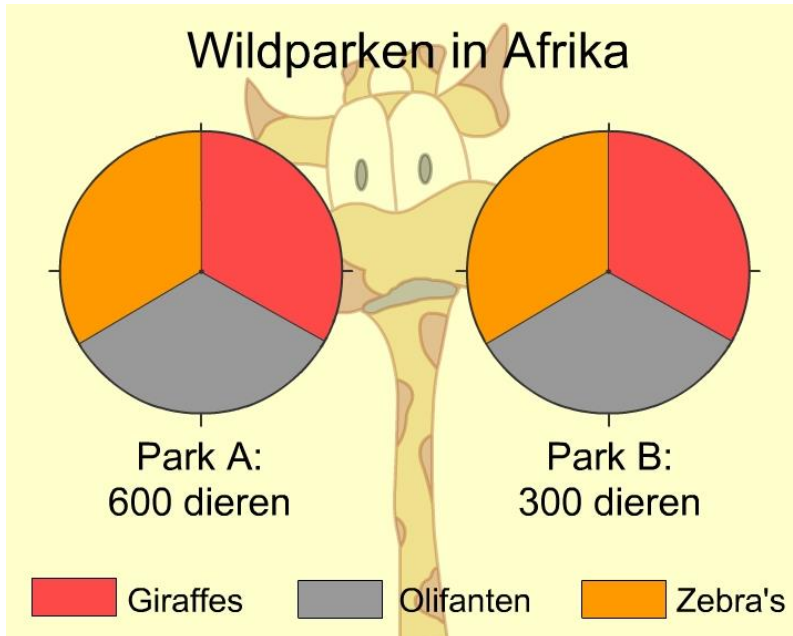 Wildparken in Afrika
Park A:
600 dieren
Park B:
300 dieren
Giraffes
Olifanten
Zebra's